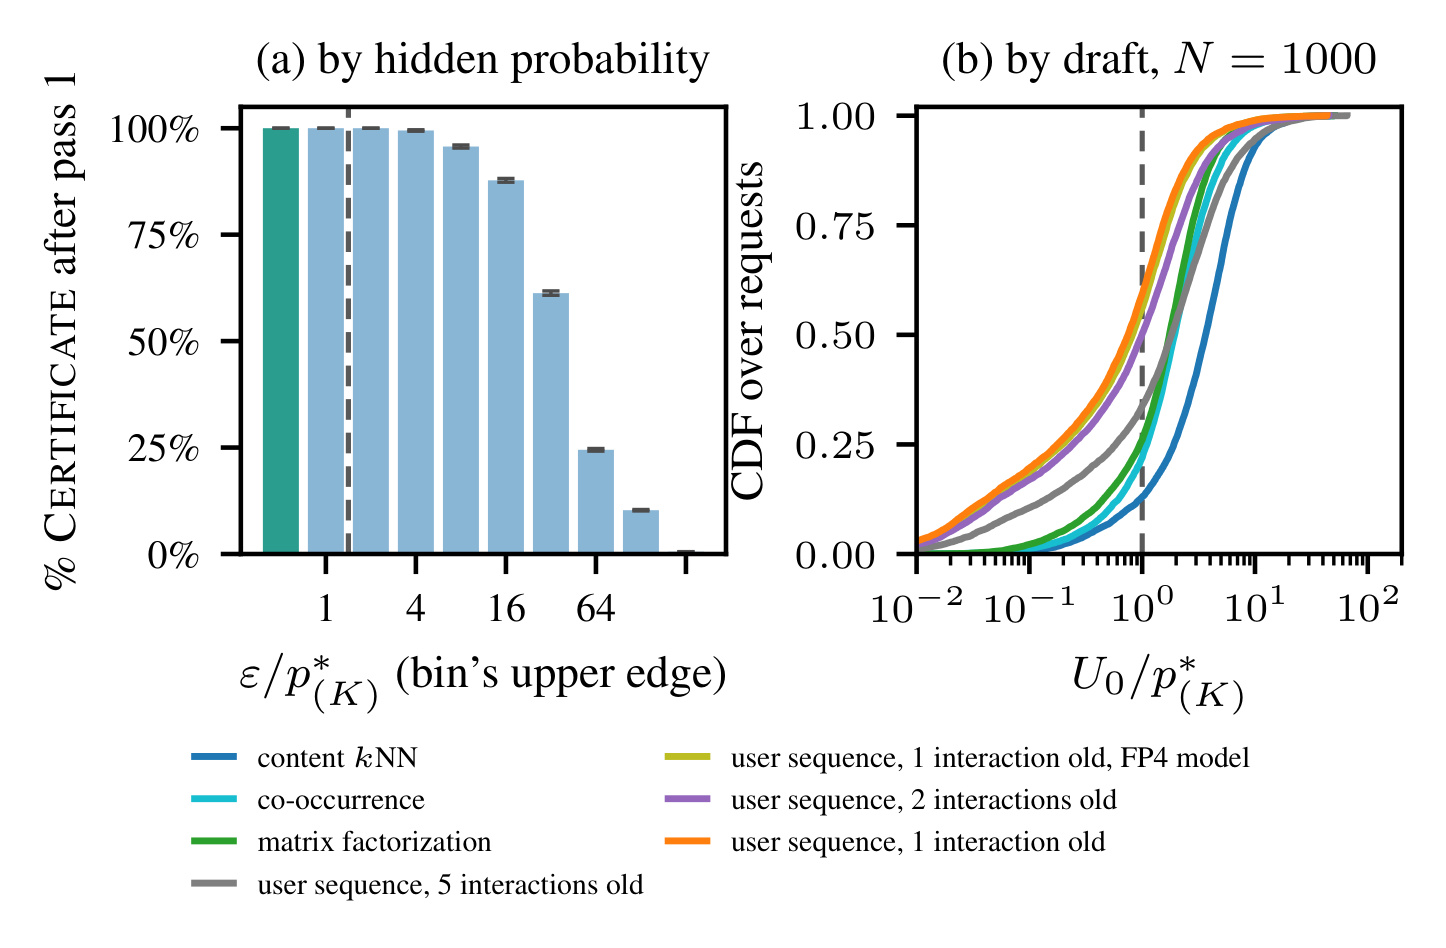 (a) by hidden probability
% CERTIFICATE after pass 1
100%
75%
50%
25%
0%
1
4
16
64
ε/p*(K) (bin's upper edge)
(b) by draft, N = 1000
CDF over requests
1.00
0.75
0.50
0.25
0.00
10⁻²
10⁻¹
10⁰
10¹
10²
U₀/p*(K)
content kNN
co-occurrence
matrix factorization
user sequence, 5 interactions old
user sequence, 1 interaction old, FP4 model
user sequence, 2 interactions old
user sequence, 1 interaction old